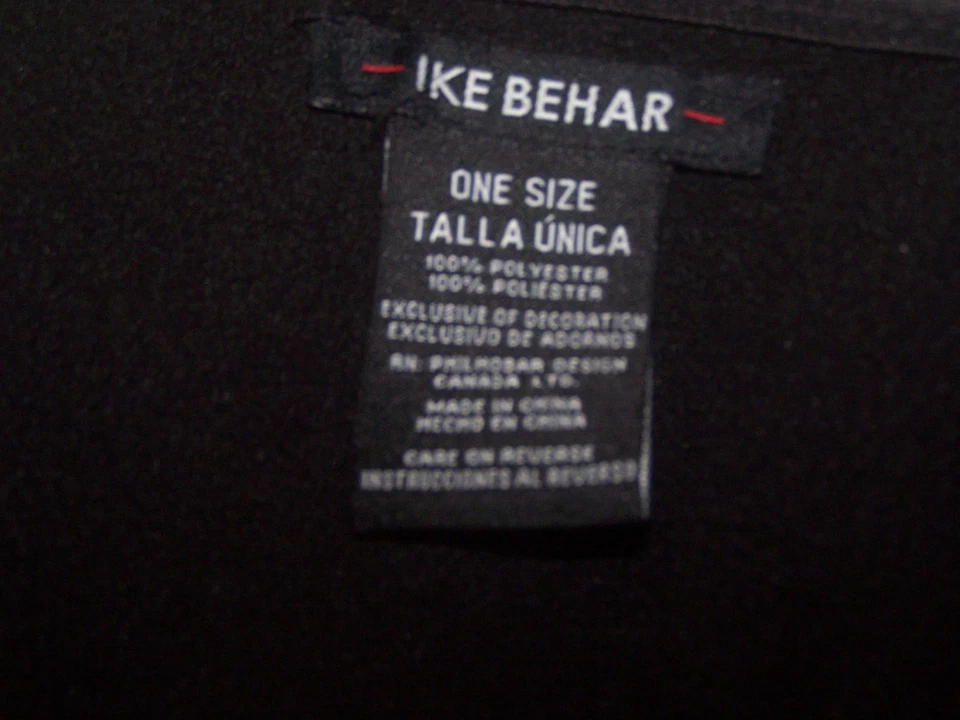 IKE BEHAR
ONE SIZE
TALLA ÚNICA
100% POLYESTER
100% POLIÉSTER
EXCLUSIVE OF DECORATION
EXCLUSIVO DE ADORNOS
RN: PHILMOBAR DESIGN
CANADA LTD.
MADE IN CHINA
HECHO EN CHINA
CARE ON REVERSE
INSTRUCCIONES AL REVERSO